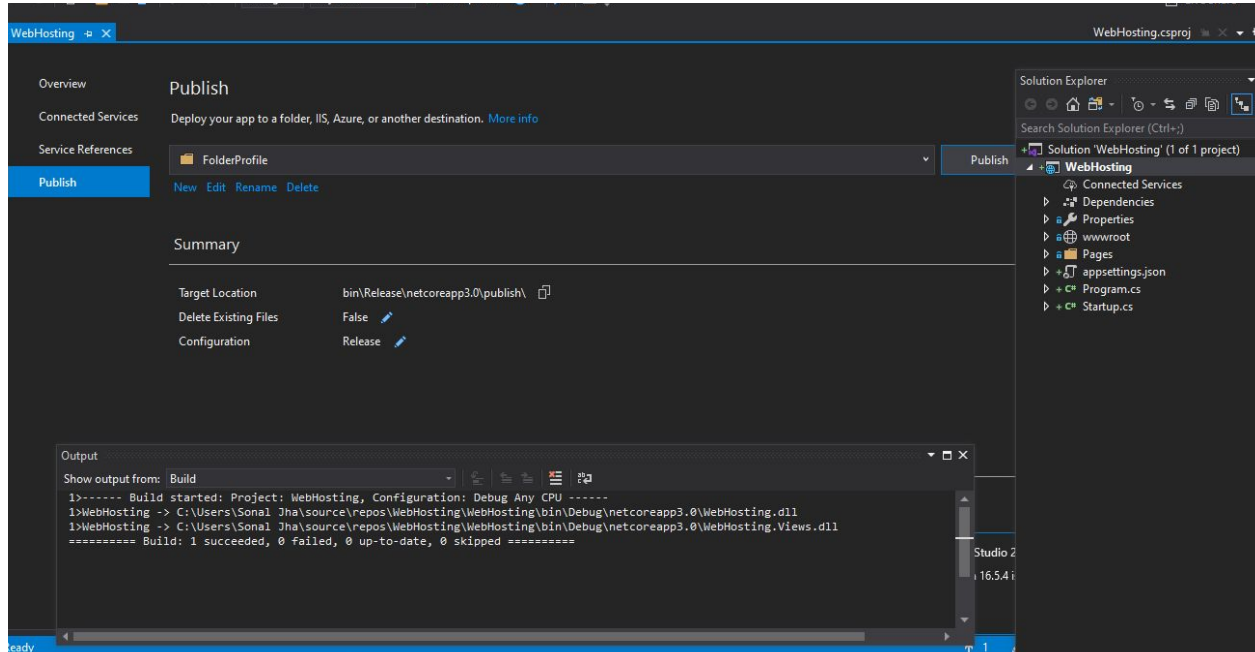 WebHosting
WebHosting.csproj
Overview
Connected Services
Service References
Publish
Publish
Deploy your app to a folder, IIS, Azure, or another destination. More info
FolderProfile
Publish
New Edit Rename Delete
Summary
Target Location bin\Release\netcoreapp3.0\publish\
Delete Existing Files False
Configuration Release
Solution Explorer
Search Solution Explorer (Ctrl+;)
Solution 'WebHosting' (1 of 1 project)
WebHosting
Connected Services
Dependencies
Properties
wwwroot
Pages
appsettings.json
C# Program.cs
C# Startup.cs
Output
Show output from: Build
1>------ Build started: Project: WebHosting, Configuration: Debug Any CPU ------
1>WebHosting -> C:\Users\Sonal Jha\source\repos\WebHosting\WebHosting\bin\Debug\netcoreapp3.0\WebHosting.dll
1>WebHosting -> C:\Users\Sonal Jha\source\repos\WebHosting\WebHosting\bin\Debug\netcoreapp3.0\WebHosting.Views.dll
========== Build: 1 succeeded, 0 failed, 0 up-to-date, 0 skipped ==========
Studio 2
16.5.4 i
eady
1